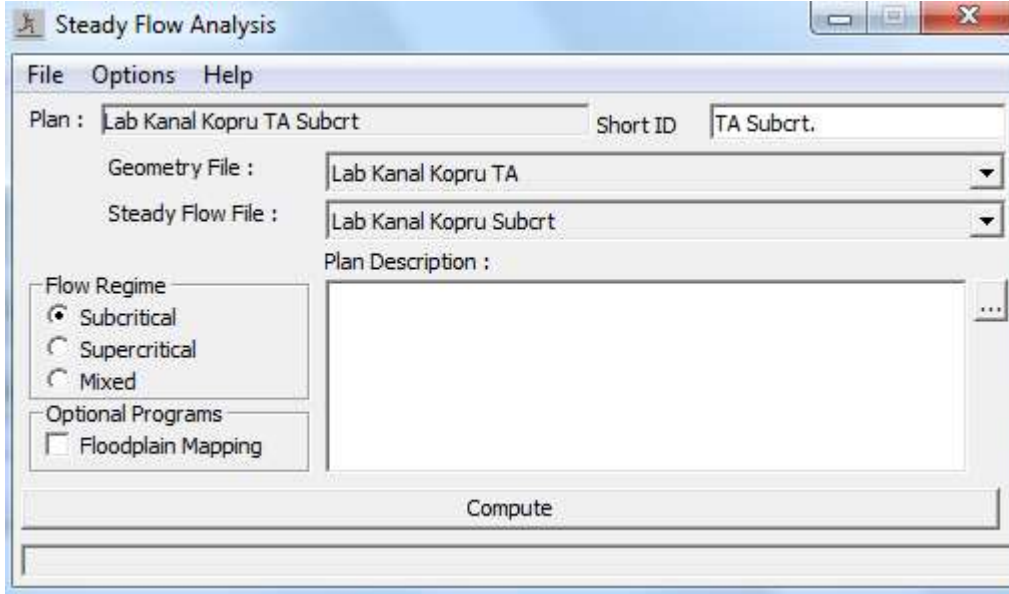 Steady Flow Analysis
File Options Help
Plan : Lab Kanal Kopru TA Subcrt Short ID TA Subcrt.
Geometry File : Lab Kanal Kopru TA
Steady Flow File : Lab Kanal Kopru Subcrt
Plan Description :
Flow Regime
Subcritical
Supercritical
Mixed
Optional Programs
Floodplain Mapping
...
Compute